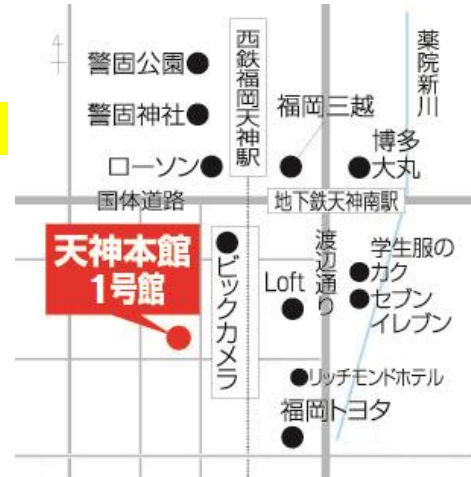 西鉄福岡天神駅
薬院新川
警固公園
警固神社
福岡三越
ローソン
博多
大丸
国体道路
地下鉄天神南駅
天神本館
1号館
ビックカメラ
渡辺通り
Loft
学生服の
カク
セブン
イレブン
リッチモンドホテル
福岡トヨタ